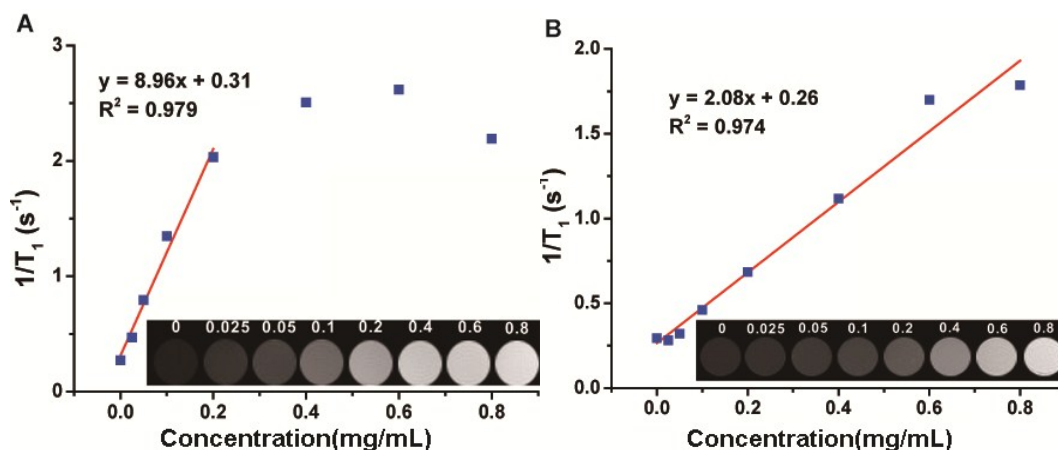 A
y = 8.96x + 0.31
R² = 0.979
3
2
1
0
1/T₁ (s⁻¹)
0 0.025 0.05 0.1 0.2 0.4 0.6 0.8
0.0 0.2 0.4 0.6 0.8
Concentration(mg/mL)
B
y = 2.08x + 0.26
R² = 0.974
2.0
1.5
1.0
0.5
0.0
1/T₁ (s⁻¹)
0 0.025 0.05 0.1 0.2 0.4 0.6 0.8
0.0 0.2 0.4 0.6 0.8
Concentration(mg/mL)